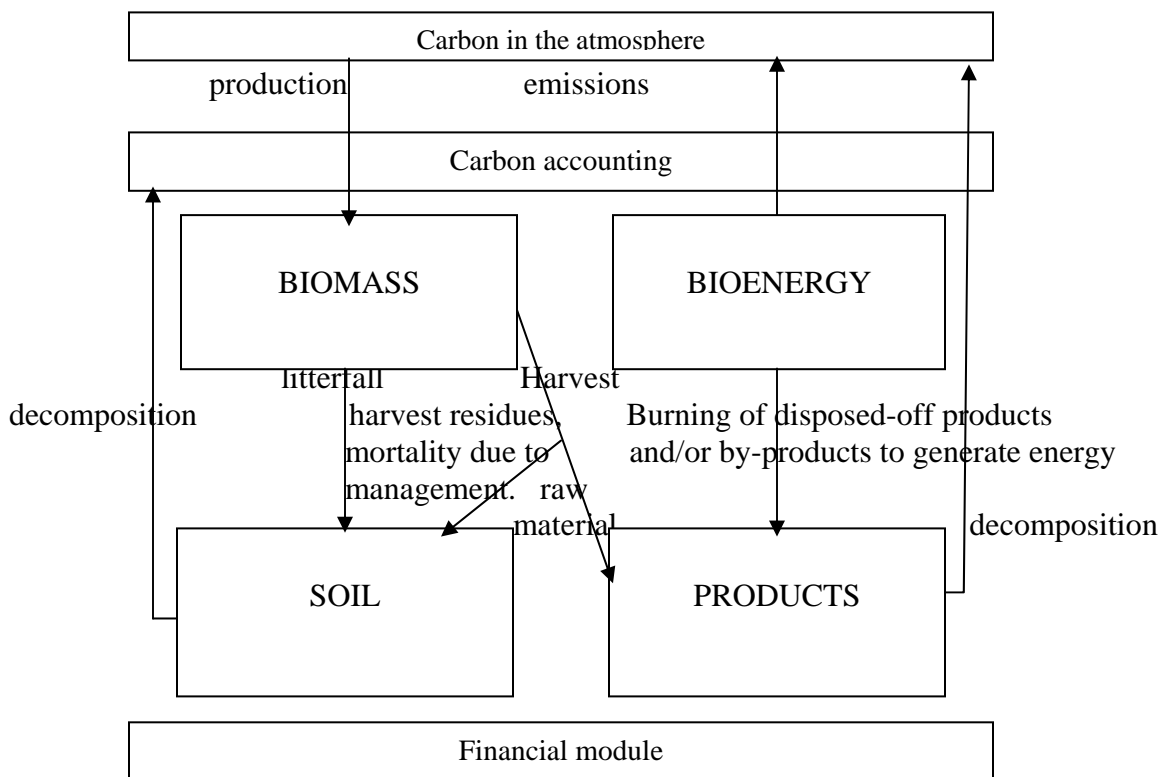 Carbon in the atmosphere
production
emissions
Carbon accounting
BIOMASS
BIOENERGY
litterfall
Harvest
decomposition
harvest residues,
mortality due to
management.
raw
material
Burning of disposed-off products
and/or by-products to generate energy
decomposition
SOIL
PRODUCTS
Financial module